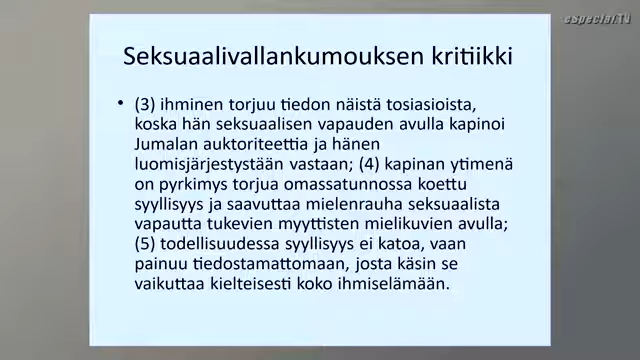 eSpecial.TV
Seksuaalivallankumouksen kritiikki
• (3) ihminen torjuu tiedon näistä tosiasioista,
koska hän seksuaalisen vapauden avulla kapinoi
Jumalan auktoriteettia ja hänen
luomisjärjestystään vastaan; (4) kapinan ytimenä
on pyrkimys torjua omassatunnossa koettu
syyllisyys ja saavuttaa mielenrauha seksuaalista
vapautta tukevien myyttisten mielikuvien avulla;
(5) todellisuudessa syyllisyys ei katoa, vaan
painuu tiedostamattomaan, josta käsin se
vaikuttaa kielteisesti koko ihmiselämään.